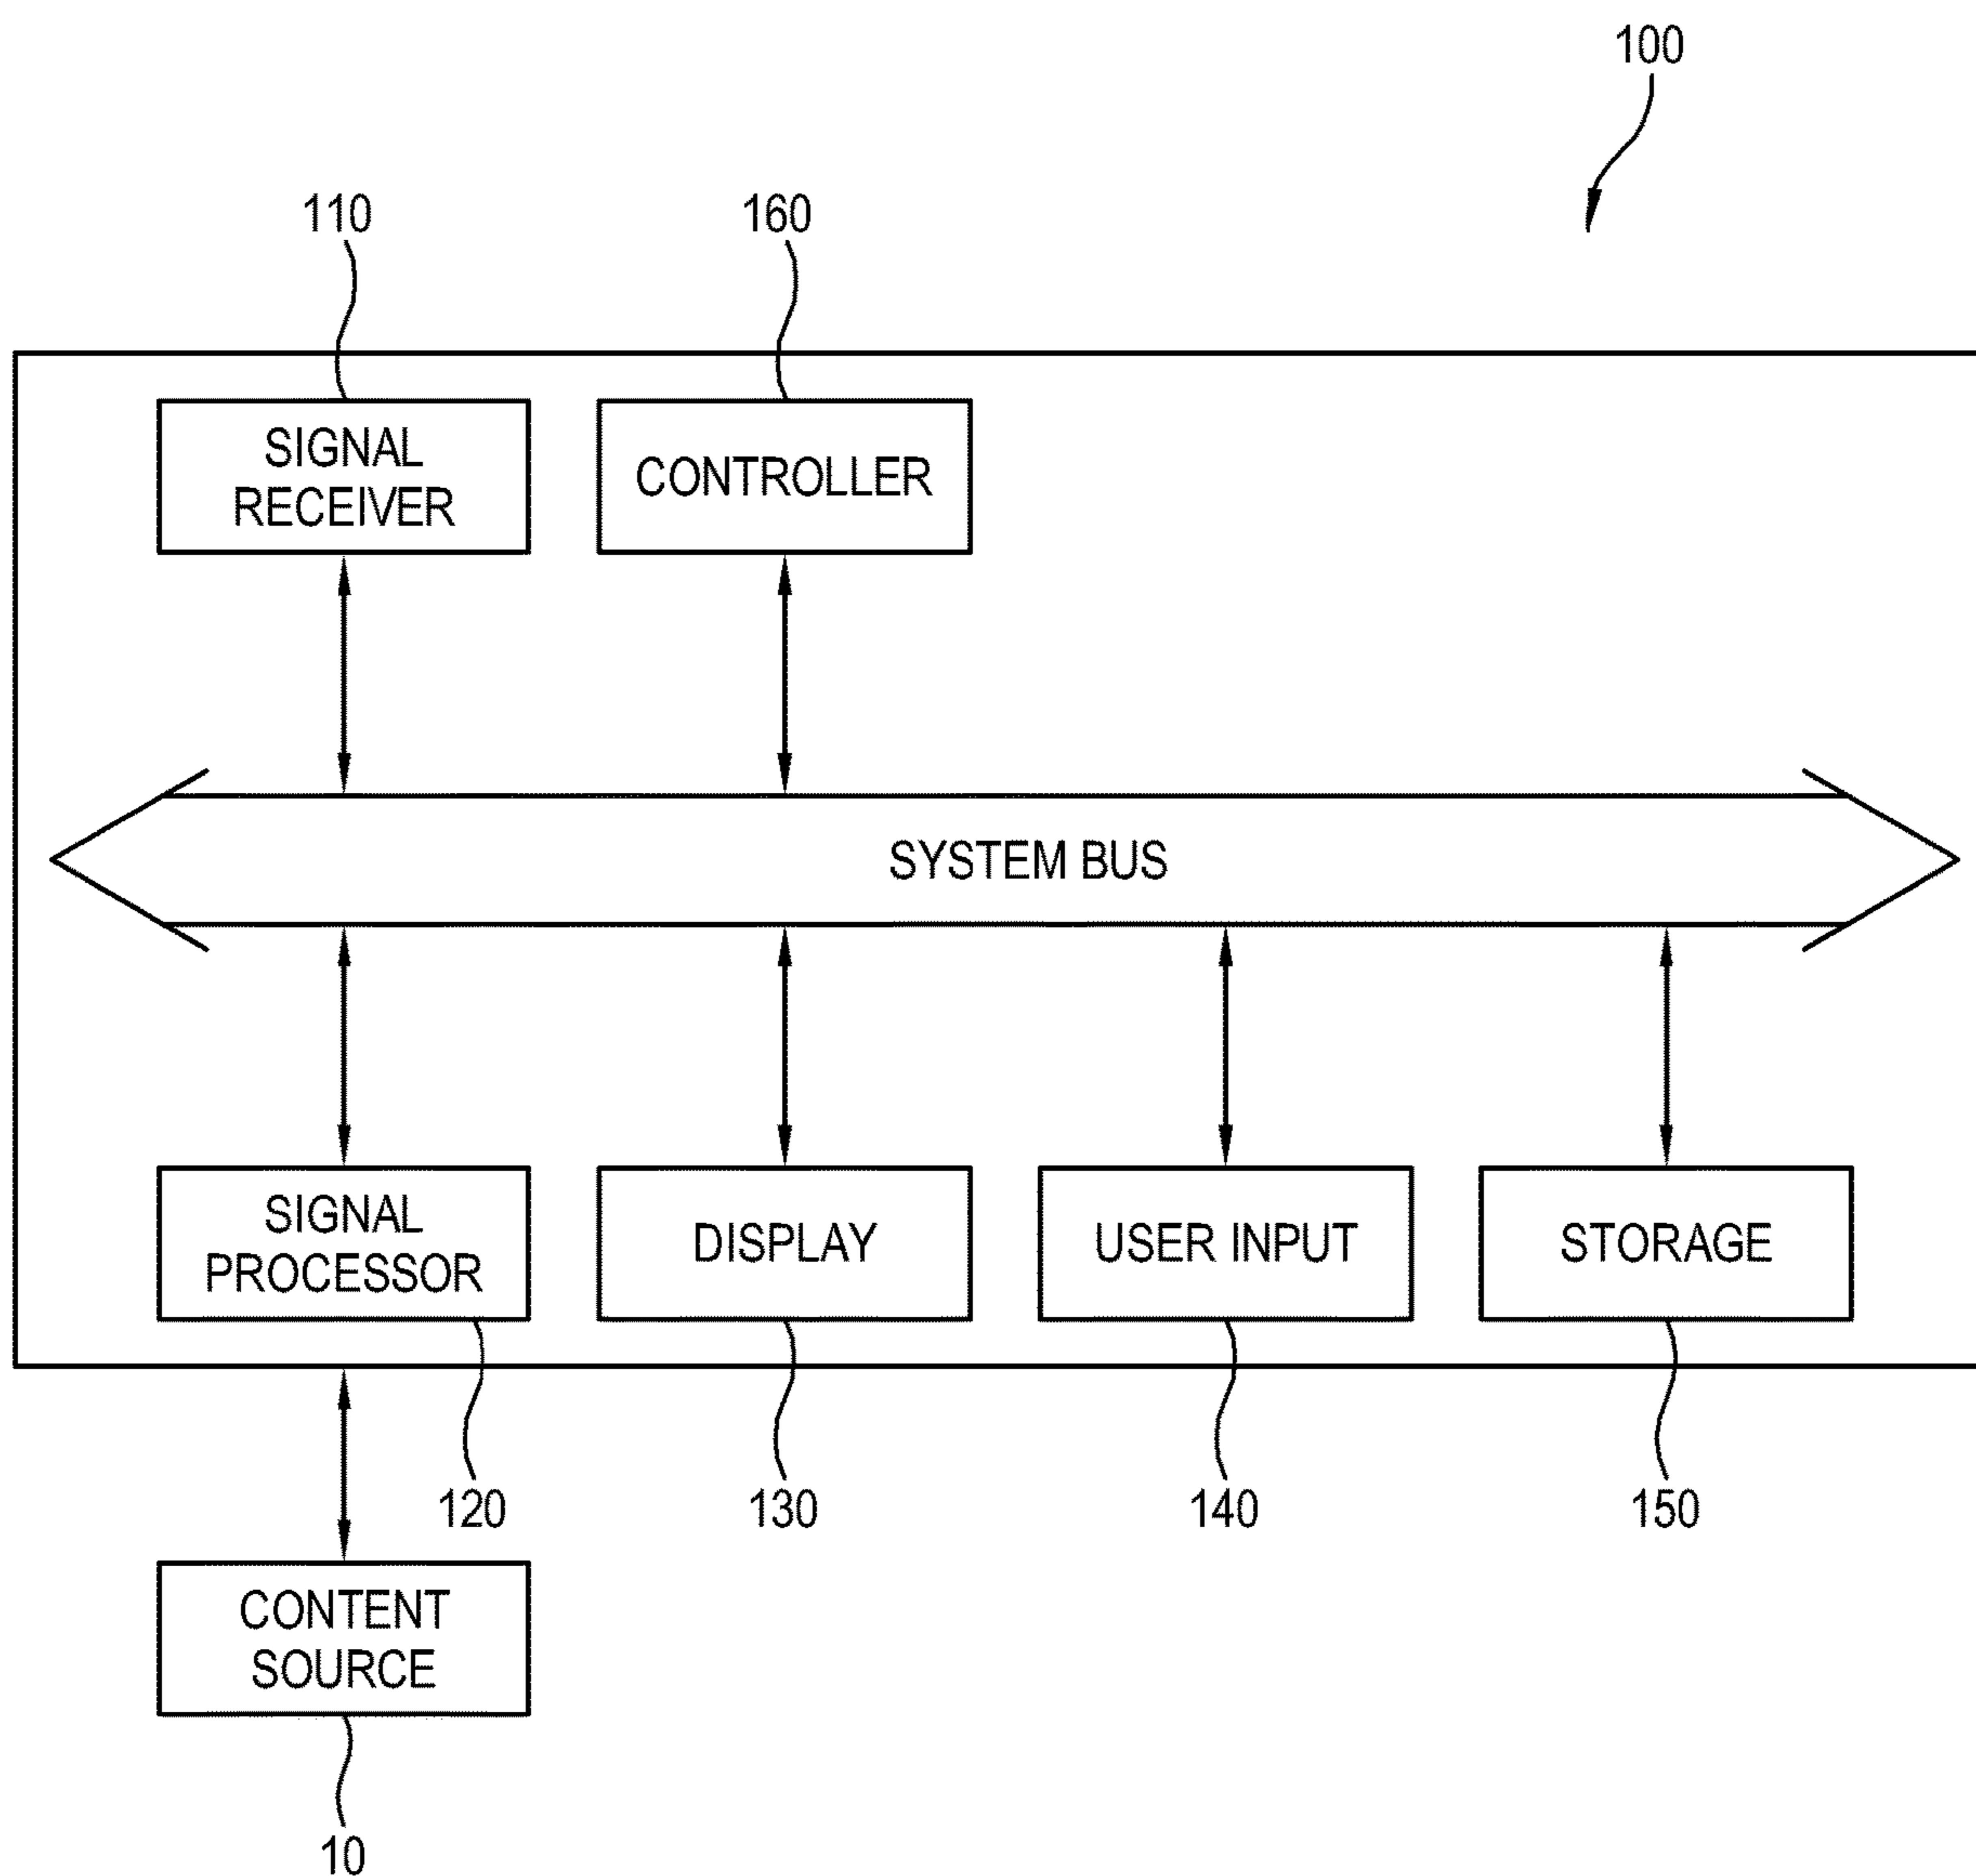 100
110
160
SIGNAL
RECEIVER
CONTROLLER
SYSTEM BUS
SIGNAL
PROCESSOR
DISPLAY
USER INPUT
STORAGE
120
130
140
150
CONTENT
SOURCE
10